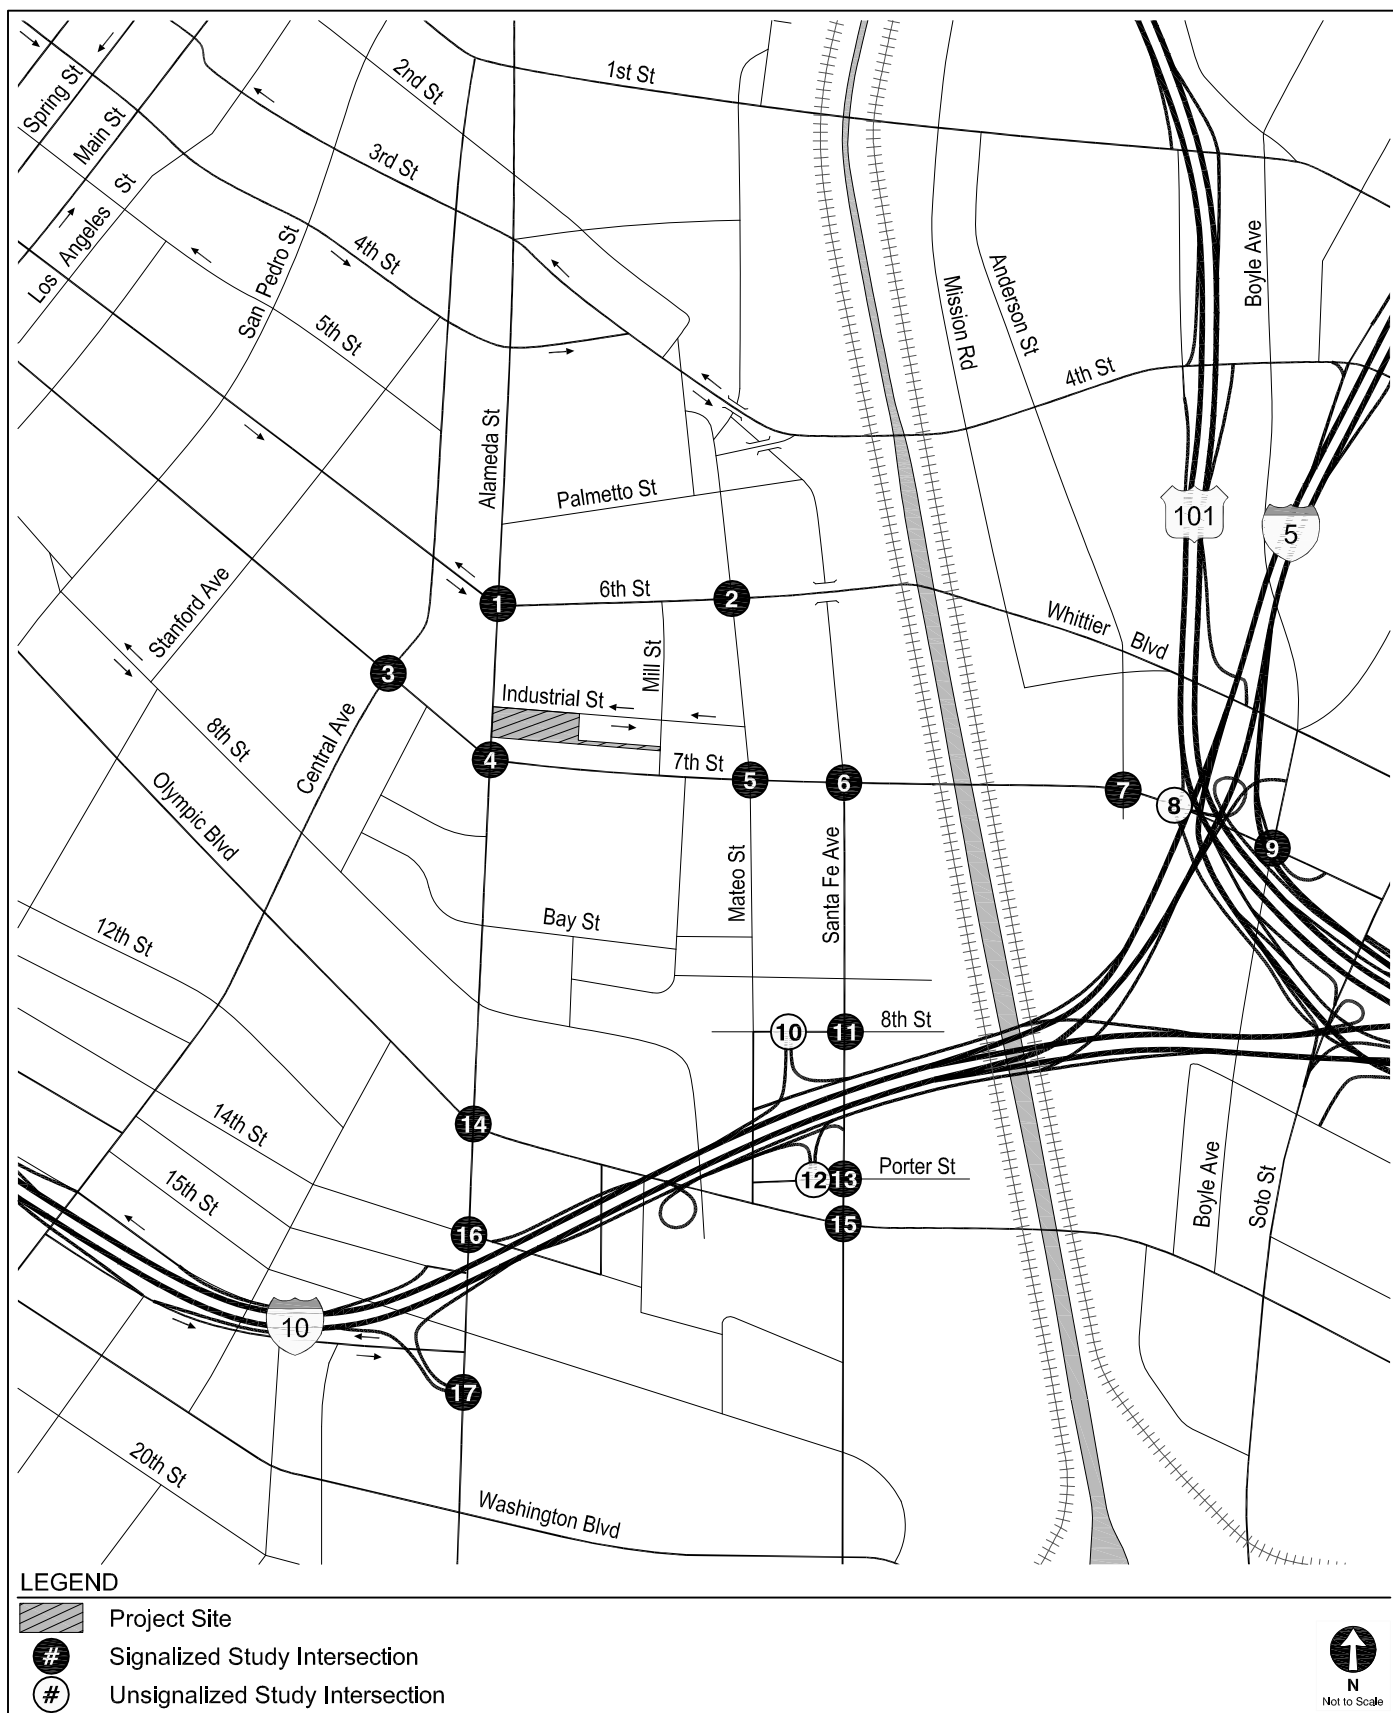 1st St
2nd St
Spring St
Main St
3rd St
Los Angeles St
San Pedro St
4th St
5th St
Boyle Ave
Anderson St
Mission Rd
4th St
Alameda St
Palmetto St
101
5
Stanford Ave
1
6th St
2
Whittier Blvd
3
Mill St
Industrial St
8th St
Central Ave
4
7th St
5
6
7
8
9
Olympic Blvd
Mateo St
Santa Fe Ave
Bay St
12th St
10
11
8th St
14
14th St
15th St
Porter St
12
13
15
Boyle Ave
Soto St
16
10
17
20th St
Washington Blvd
LEGEND
Project Site
# Signalized Study Intersection
# Unsignalized Study Intersection
N
Not to Scale